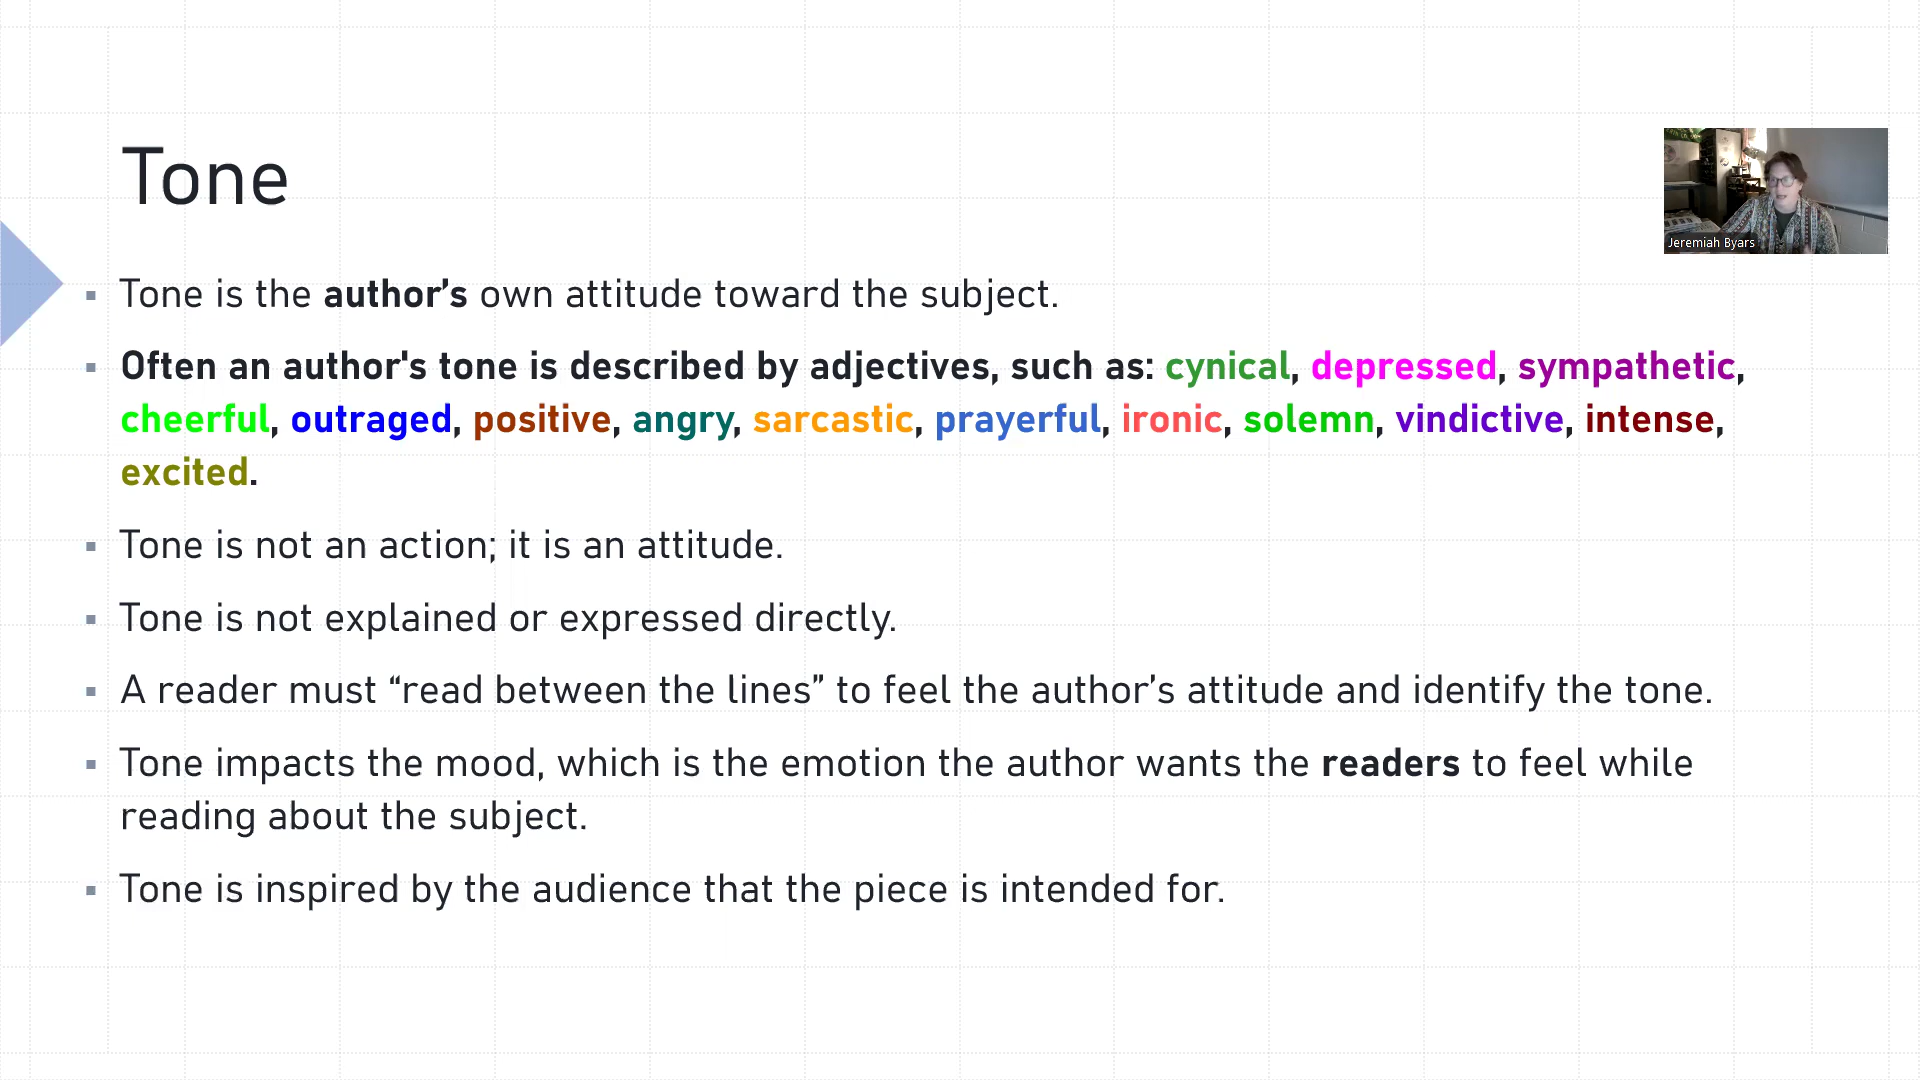 Tone
Jeremiah Byars
▪ Tone is the author’s own attitude toward the subject.
▪ Often an author's tone is described by adjectives, such as: cynical, depressed, sympathetic,
cheerful, outraged, positive, angry, sarcastic, prayerful, ironic, solemn, vindictive, intense,
excited.
▪ Tone is not an action; it is an attitude.
▪ Tone is not explained or expressed directly.
▪ A reader must “read between the lines” to feel the author’s attitude and identify the tone.
▪ Tone impacts the mood, which is the emotion the author wants the readers to feel while
reading about the subject.
▪ Tone is inspired by the audience that the piece is intended for.